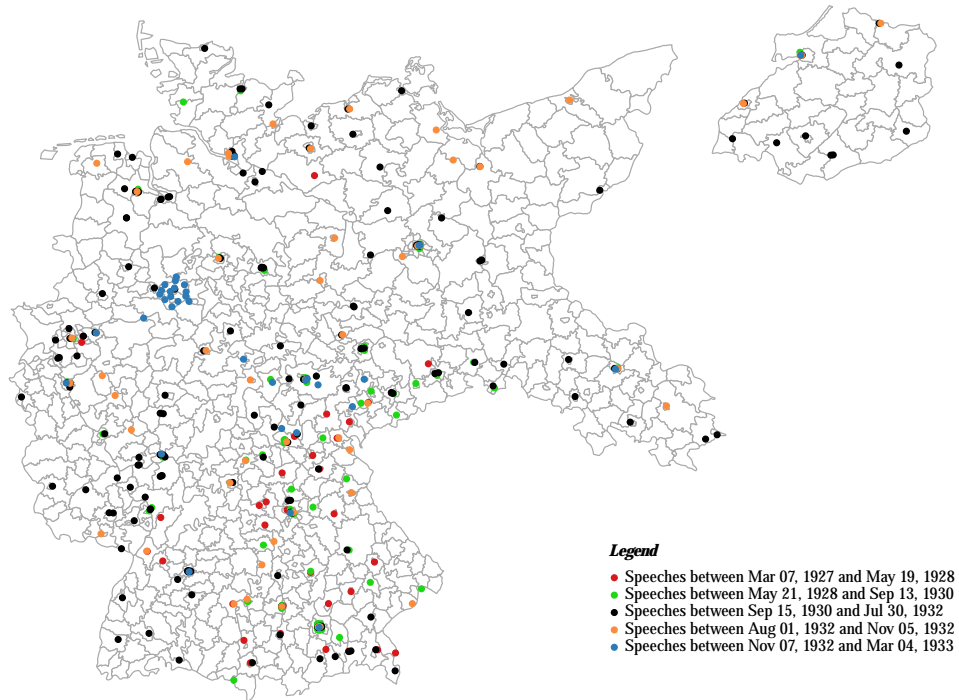 Legend
Speeches between Mar 07, 1927 and May 19, 1928
Speeches between May 21, 1928 and Sep 13, 1930
Speeches between Sep 15, 1930 and Jul 30, 1932
Speeches between Aug 01, 1932 and Nov 05, 1932
Speeches between Nov 07, 1932 and Mar 04, 1933